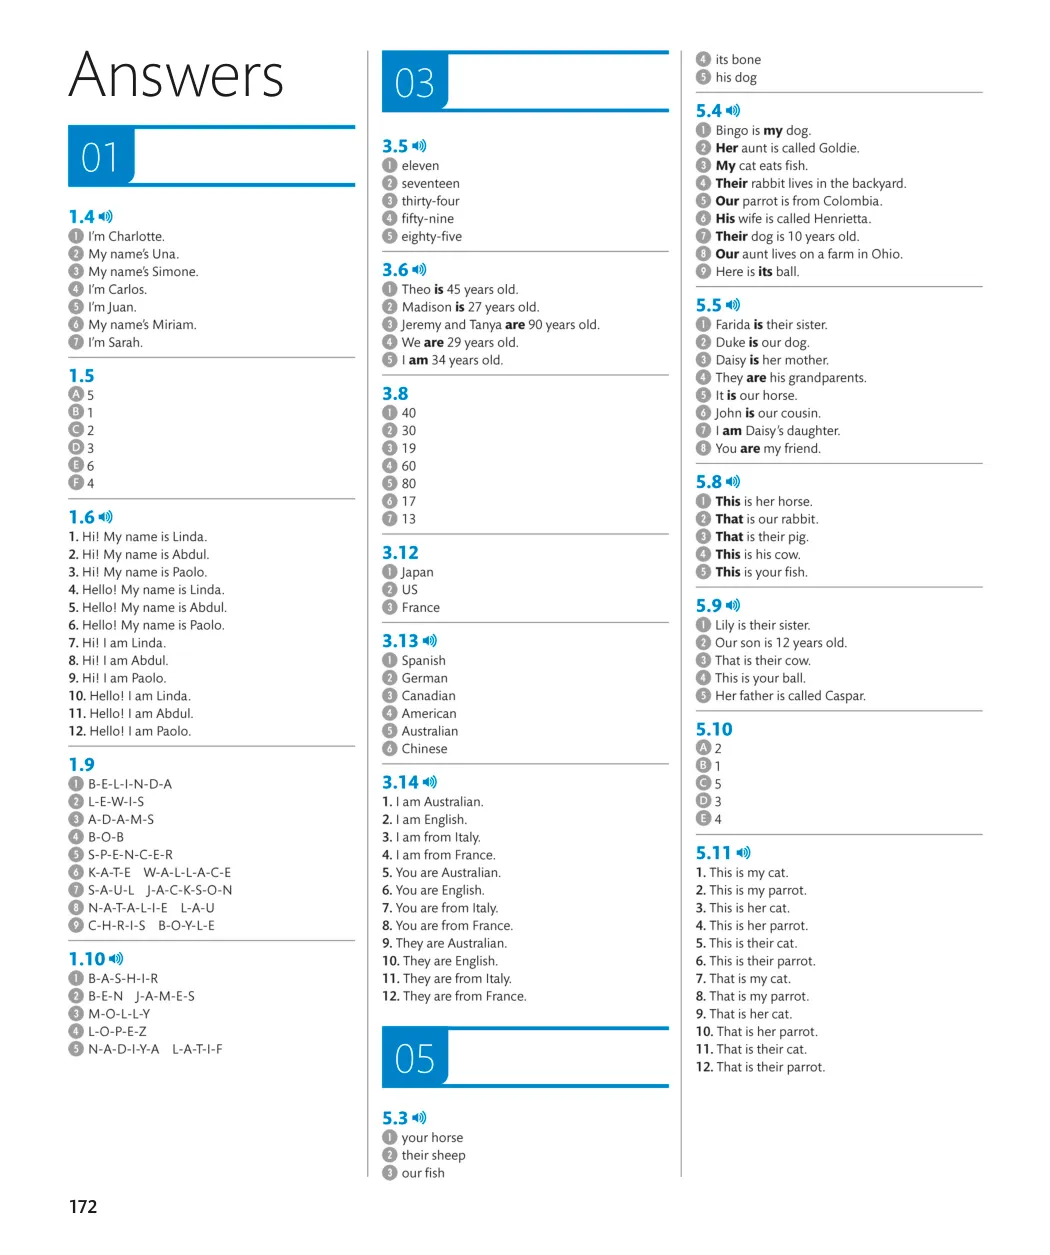 Answers
01
1.4
1 I'm Charlotte.
2 My name's Una.
3 My name's Simone.
4 I'm Carlos.
5 I'm Juan.
6 My name's Miriam.
7 I'm Sarah.
1.5
A 5
B 1
C 2
D 3
E 6
F 4
1.6
1. Hi! My name is Linda.
2. Hi! My name is Abdul.
3. Hi! My name is Paolo.
4. Hello! My name is Linda.
5. Hello! My name is Abdul.
6. Hello! My name is Paolo.
7. Hi! I am Linda.
8. Hi! I am Abdul.
9. Hi! I am Paolo.
10. Hello! I am Linda.
11. Hello! I am Abdul.
12. Hello! I am Paolo.
1.9
1 B-E-L-I-N-D-A
2 L-E-W-I-S
3 A-D-A-M-S
4 B-O-B
5 S-P-E-N-C-E-R
6 K-A-T-E W-A-L-L-A-C-E
7 S-A-U-L J-A-C-K-S-O-N
8 N-A-T-A-L-I-E L-A-U
9 C-H-R-I-S B-O-Y-L-E
1.10
1 B-A-S-H-I-R
2 B-E-N J-A-M-E-S
3 M-O-L-L-Y
4 L-O-P-E-Z
5 N-A-D-I-Y-A L-A-T-I-F
03
3.5
1 eleven
2 seventeen
3 thirty-four
4 fifty-nine
5 eighty-five
3.6
1 Theo is 45 years old.
2 Madison is 27 years old.
3 Jeremy and Tanya are 90 years old.
4 We are 29 years old.
5 I am 34 years old.
3.8
1 40
2 30
3 19
4 60
5 80
6 17
7 13
3.12
1 Japan
2 US
3 France
3.13
1 Spanish
2 German
3 Canadian
4 American
5 Australian
6 Chinese
3.14
1. I am Australian.
2. I am English.
3. I am from Italy.
4. I am from France.
5. You are Australian.
6. You are English.
7. You are from Italy.
8. You are from France.
9. They are Australian.
10. They are English.
11. They are from Italy.
12. They are from France.
05
5.3
1 your horse
2 their sheep
3 our fish
4 its bone
5 his dog
5.4
1 Bingo is my dog.
2 Her aunt is called Goldie.
3 My cat eats fish.
4 Their rabbit lives in the backyard.
5 Our parrot is from Colombia.
6 His wife is called Henrietta.
7 Their dog is 10 years old.
8 Our aunt lives on a farm in Ohio.
9 Here is its ball.
5.5
1 Farida is their sister.
2 Duke is our dog.
3 Daisy is her mother.
4 They are his grandparents.
5 It is our horse.
6 John is our cousin.
7 I am Daisy's daughter.
8 You are my friend.
5.8
1 This is her horse.
2 That is our rabbit.
3 That is their pig.
4 This is his cow.
5 This is your fish.
5.9
1 Lily is their sister.
2 Our son is 12 years old.
3 That is their cow.
4 This is your ball.
5 Her father is called Caspar.
5.10
A 2
B 1
C 5
D 3
E 4
5.11
1. This is my cat.
2. This is my parrot.
3. This is her cat.
4. This is her parrot.
5. This is their cat.
6. This is their parrot.
7. That is my cat.
8. That is my parrot.
9. That is her cat.
10. That is her parrot.
11. That is their cat.
12. That is their parrot.
172